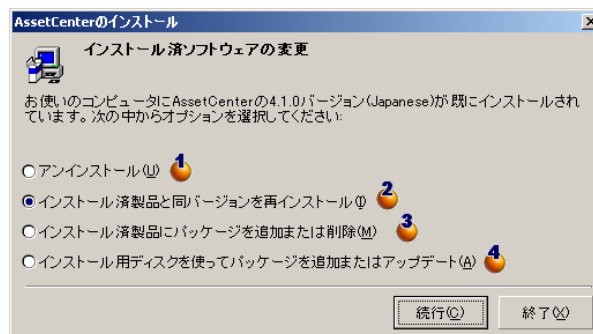 AssetCenterのインストール
インストール済ソフトウェアの変更
お使いのコンピュータにAssetCenterの4.1.0バージョン(Japanese)が既にインストールされ
ています。次の中からオプションを選択してください:
アンインストール(U) 1
インストール済製品と同バージョンを再インストール(I) 2
インストール済製品にパッケージを追加または削除(M) 3
インストール用ディスクを使ってパッケージを追加またはアップデート(A) 4
続行(C) 終了(X)